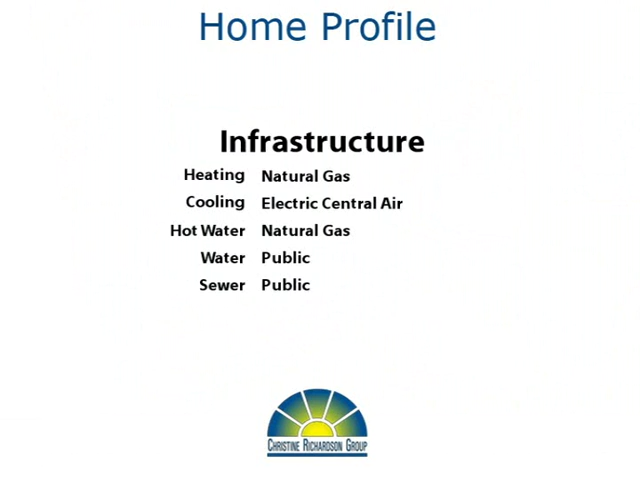 Home Profile
Infrastructure
Heating Natural Gas
Cooling Electric Central Air
Hot Water Natural Gas
Water Public
Sewer Public
CHRISTINE RICHARDSON GROUP